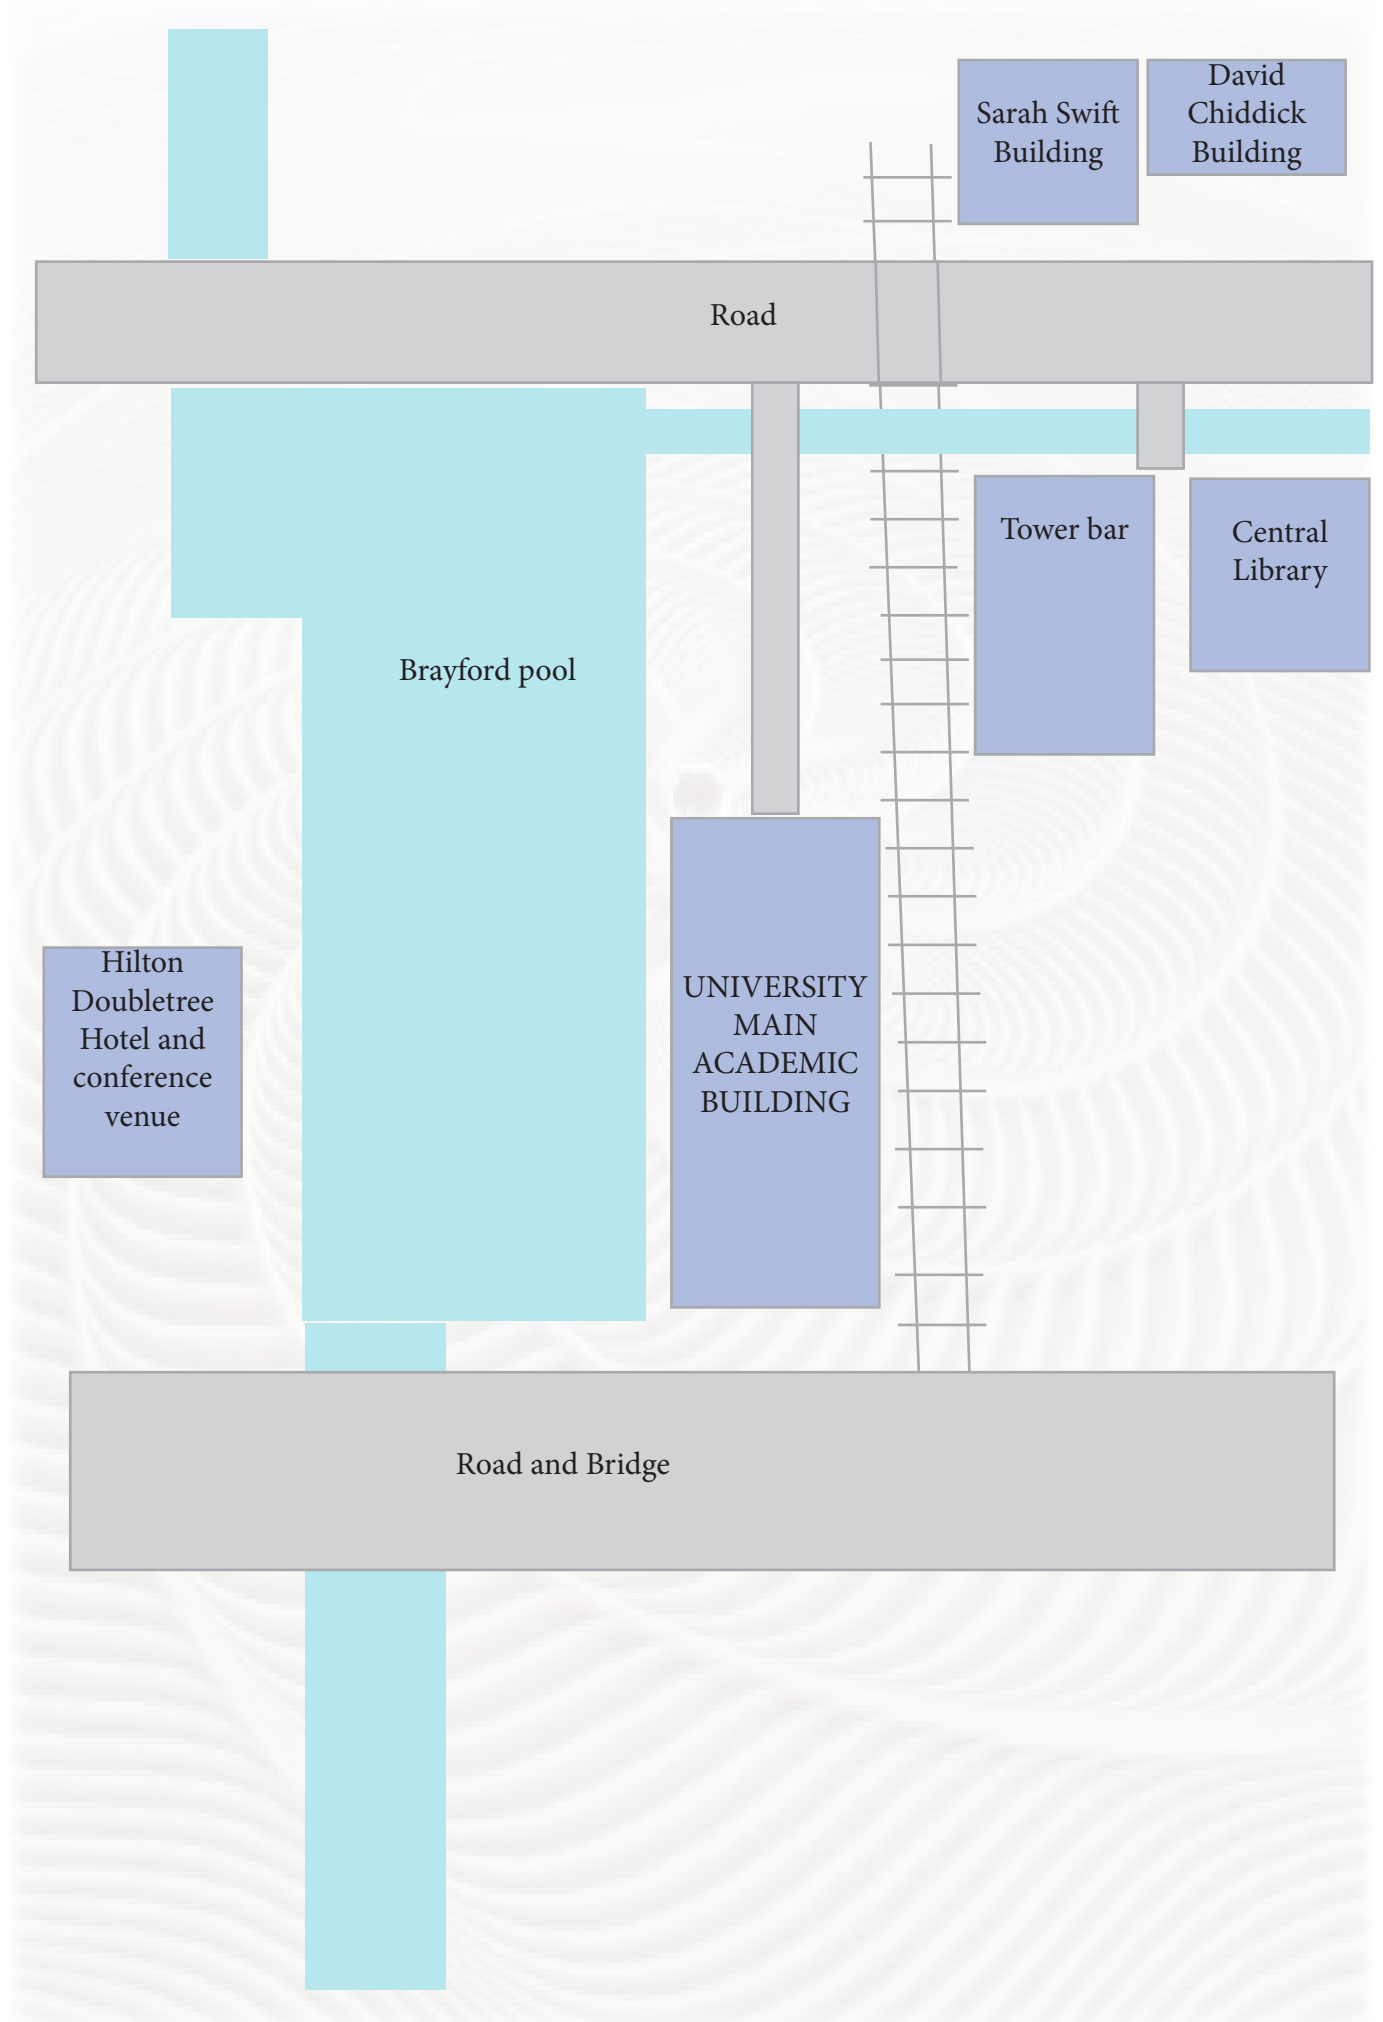 Sarah Swift
Building
David
Chiddick
Building
Road
Tower bar
Central
Library
Brayford pool
Hilton
Doubletree
Hotel and
conference
venue
UNIVERSITY
MAIN
ACADEMIC
BUILDING
Road and Bridge